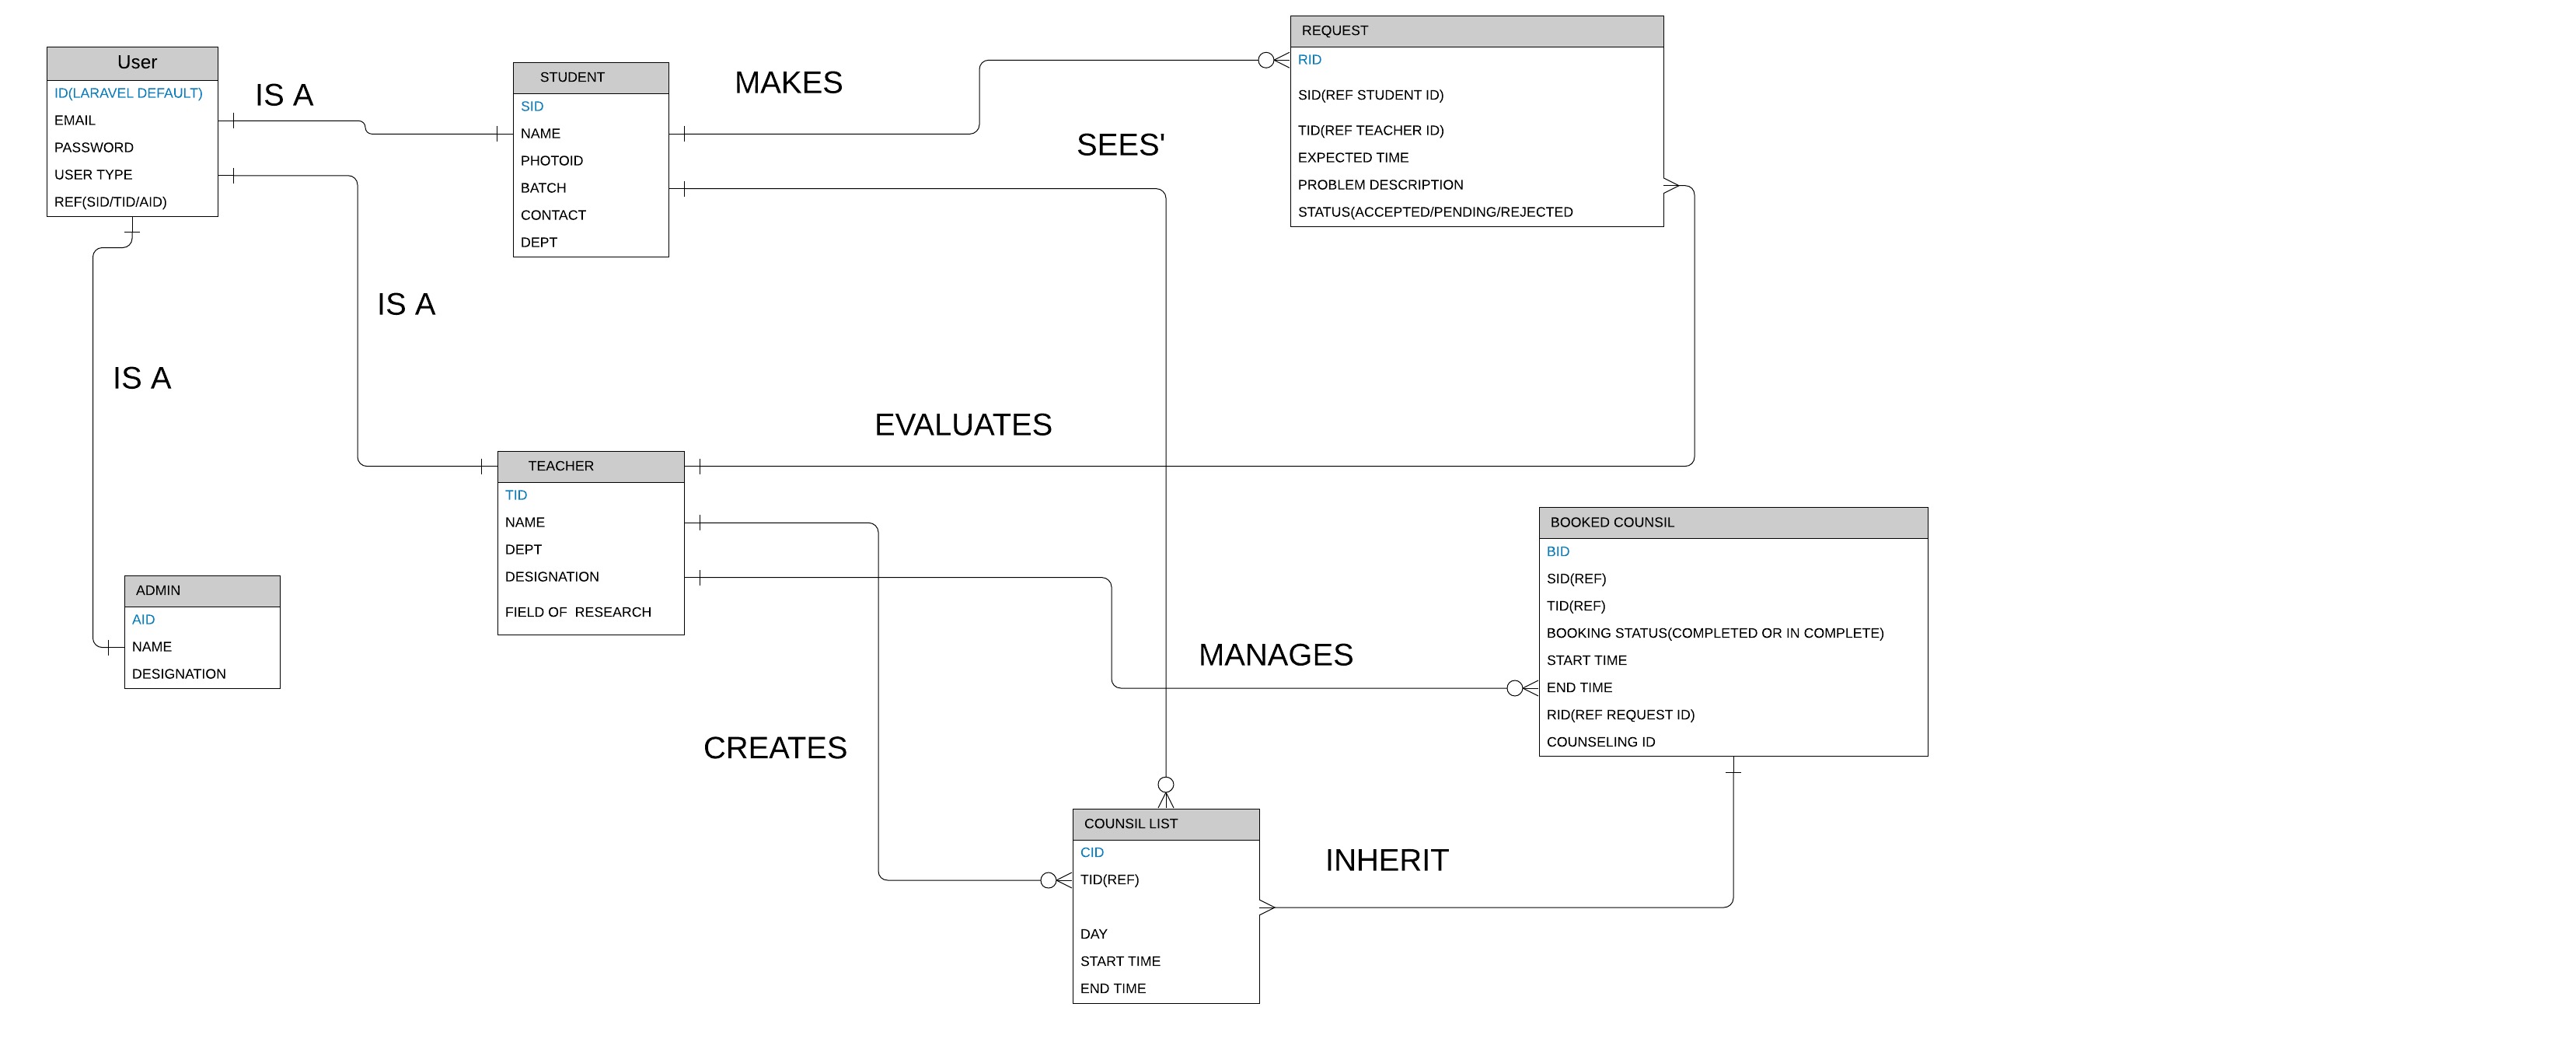 User
ID(LARAVEL DEFAULT)
EMAIL
PASSWORD
USER TYPE
REF(SID/TID/AID)
IS A
STUDENT
SID
NAME
PHOTOID
BATCH
CONTACT
DEPT
MAKES
SEES'
REQUEST
RID
SID(REF STUDENT ID)
TID(REF TEACHER ID)
EXPECTED TIME
PROBLEM DESCRIPTION
STATUS(ACCEPTED/PENDING/REJECTED
IS A
IS A
EVALUATES
TEACHER
TID
NAME
DEPT
DESIGNATION
FIELD OF  RESEARCH
ADMIN
AID
NAME
DESIGNATION
BOOKED COUNSIL
BID
SID(REF)
TID(REF)
BOOKING STATUS(COMPLETED OR IN COMPLETE)
START TIME
END TIME
RID(REF REQUEST ID)
COUNSELING ID
MANAGES
CREATES
COUNSIL LIST
CID
TID(REF)
DAY
START TIME
END TIME
INHERIT